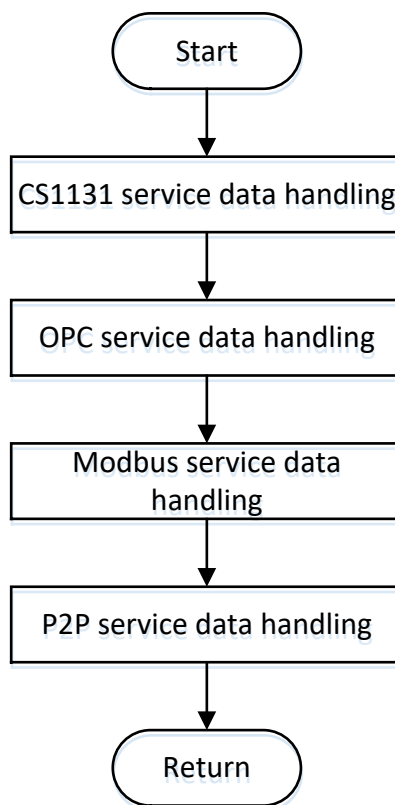 Start
CS1131 service data handling
OPC service data handling
Modbus service data
handling
P2P service data handling
Return